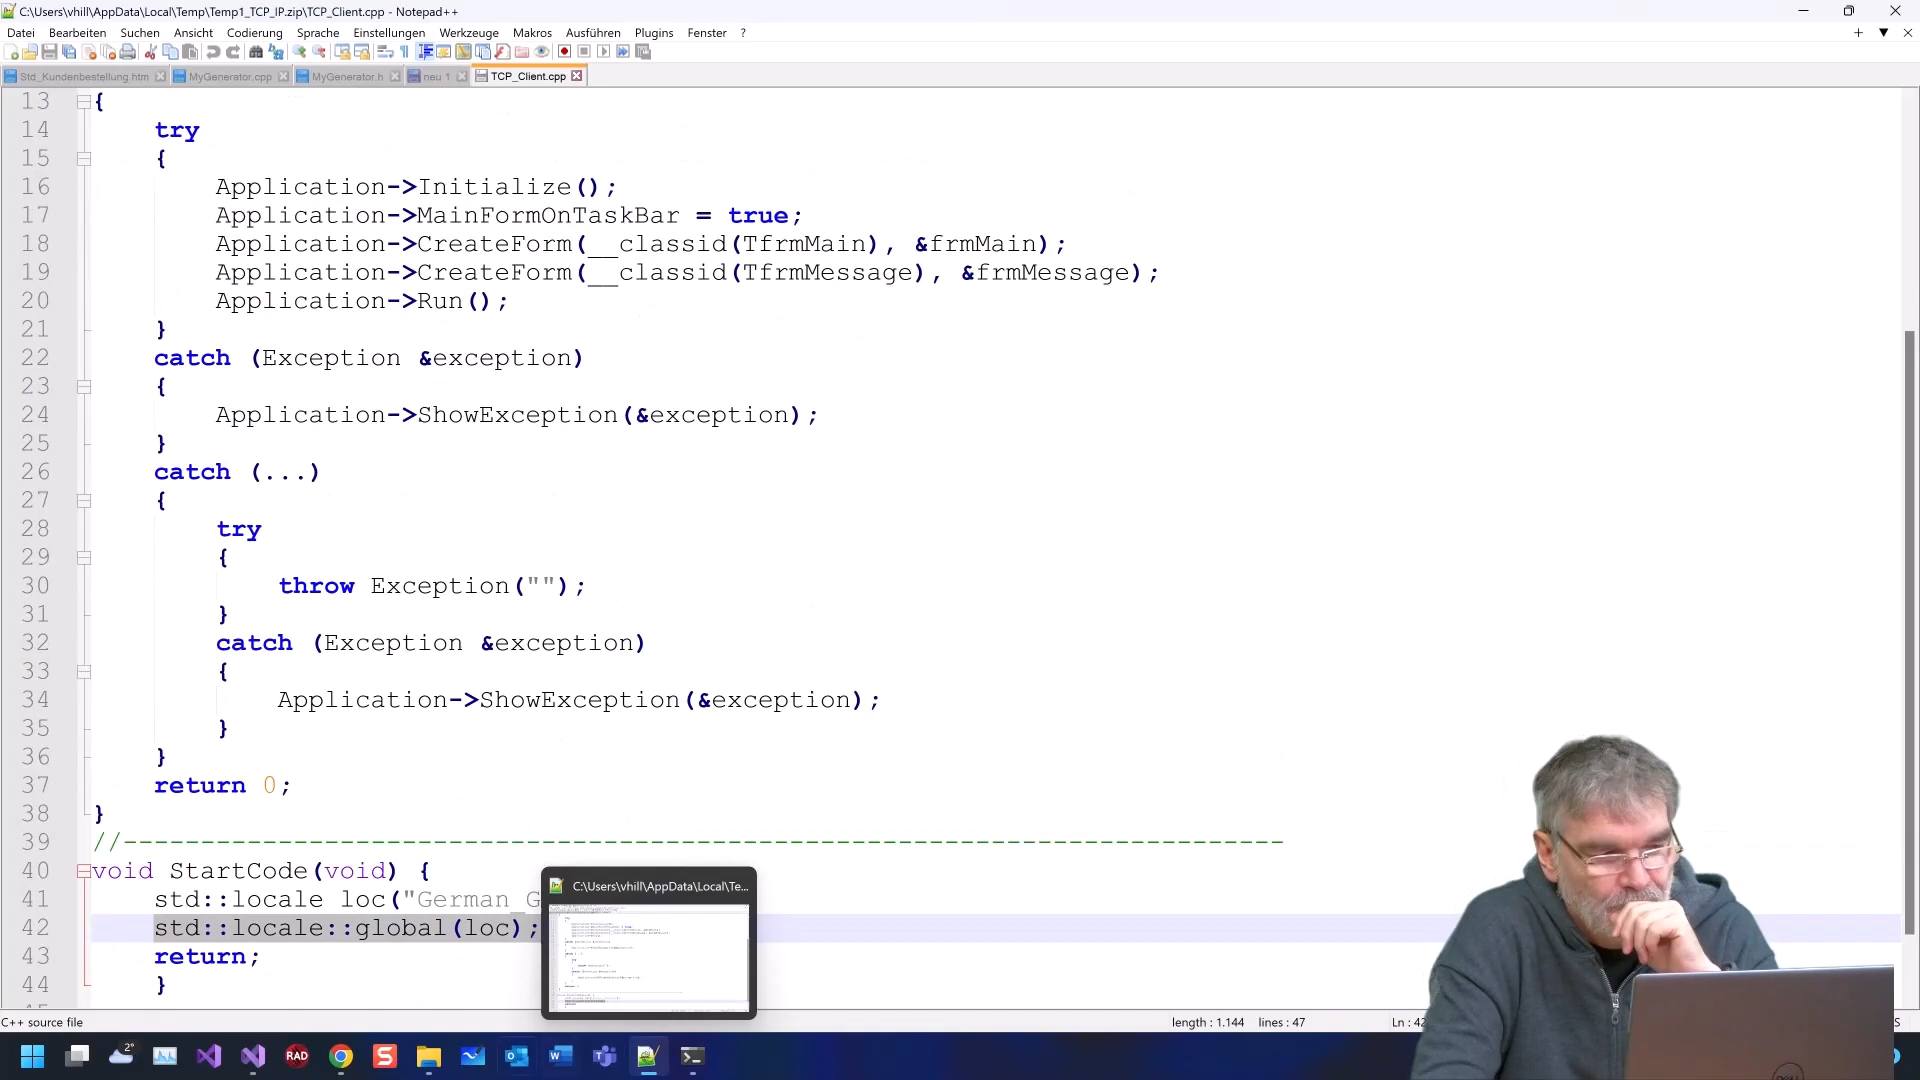 C:\Users\vhill\AppData\Local\Temp\Temp1_TCP_IP.zip\TCP_Client.cpp - Notepad++
Datei Bearbeiten Suchen Ansicht Codierung Sprache Einstellungen Werkzeuge Makros Ausführen Plugins Fenster ?
Std_Kundenbestellung.htm MyGenerator.cpp MyGenerator.h neu 1 TCP_Client.cpp
13 {
14 try
15 {
16 Application->Initialize();
17 Application->MainFormOnTaskBar = true;
18 Application->CreateForm(__classid(TfrmMain), &frmMain);
19 Application->CreateForm(__classid(TfrmMessage), &frmMessage);
20 Application->Run();
21 }
22 catch (Exception &exception)
23 {
24 Application->ShowException(&exception);
25 }
26 catch (...)
27 {
28 try
29 {
30 throw Exception("");
31 }
32 catch (Exception &exception)
33 {
34 Application->ShowException(&exception);
35 }
36 }
37 return 0;
38 }
39 //---------------------------------------------------------------------------
40 void StartCode(void) {
41 std::locale loc("German_G
42 std::locale::global(loc);
43 return;
44 }
C:\Users\vhill\AppData\Local\Te...
C++ source file length : 1.144 lines : 47 Ln : 42
2°
RAD
DELL